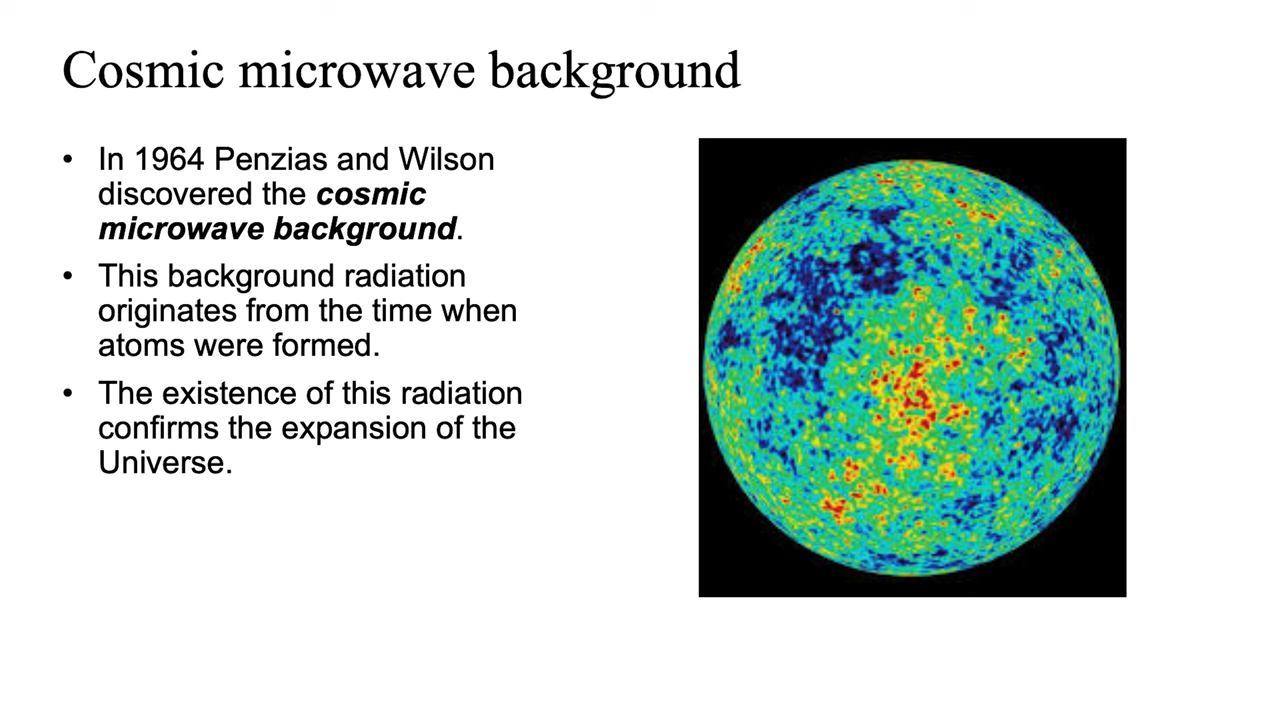 Cosmic microwave background
• In 1964 Penzias and Wilson
discovered the cosmic
microwave background.
• This background radiation
originates from the time when
atoms were formed.
• The existence of this radiation
confirms the expansion of the
Universe.